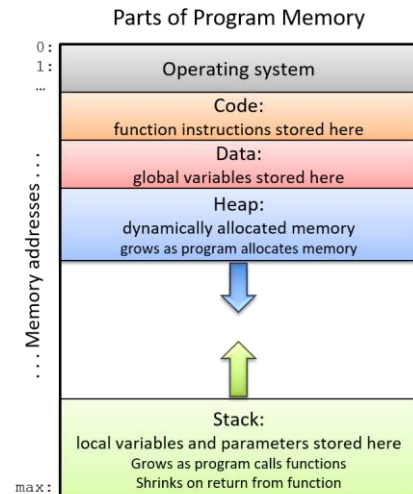 Parts of Program Memory
0:
1:
...
Operating system
Code:
function instructions stored here
Data:
global variables stored here
Heap:
dynamically allocated memory
grows as program allocates memory
. . . Memory addresses . . .
Stack:
local variables and parameters stored here
Grows as program calls functions
Shrinks on return from function
max: